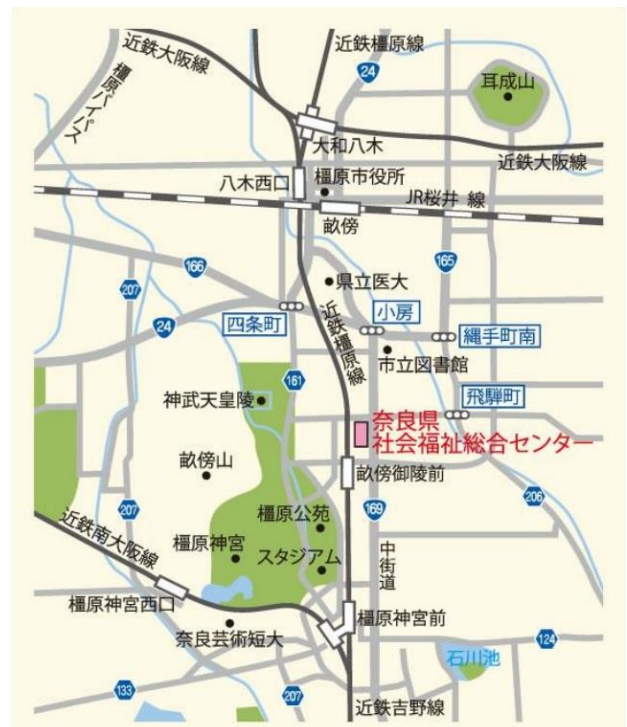 近鉄大阪線
近鉄橿原線
24
耳成山
橿原バイパス
大和八木
近鉄大阪線
八木西口
橿原市役所
JR桜井線
畝傍
166
165
県立医大
207
24
四条町
小房
縄手町南
近鉄橿原線
市立図書館
161
飛騨町
神武天皇陵
奈良県
社会福祉総合センター
畝傍山
畝傍御陵前
206
207
橿原公苑
169
近鉄南大阪線
橿原神宮
スタジアム
中街道
橿原神宮西口
橿原神宮前
奈良芸術短大
124
石川池
133
207
近鉄吉野線